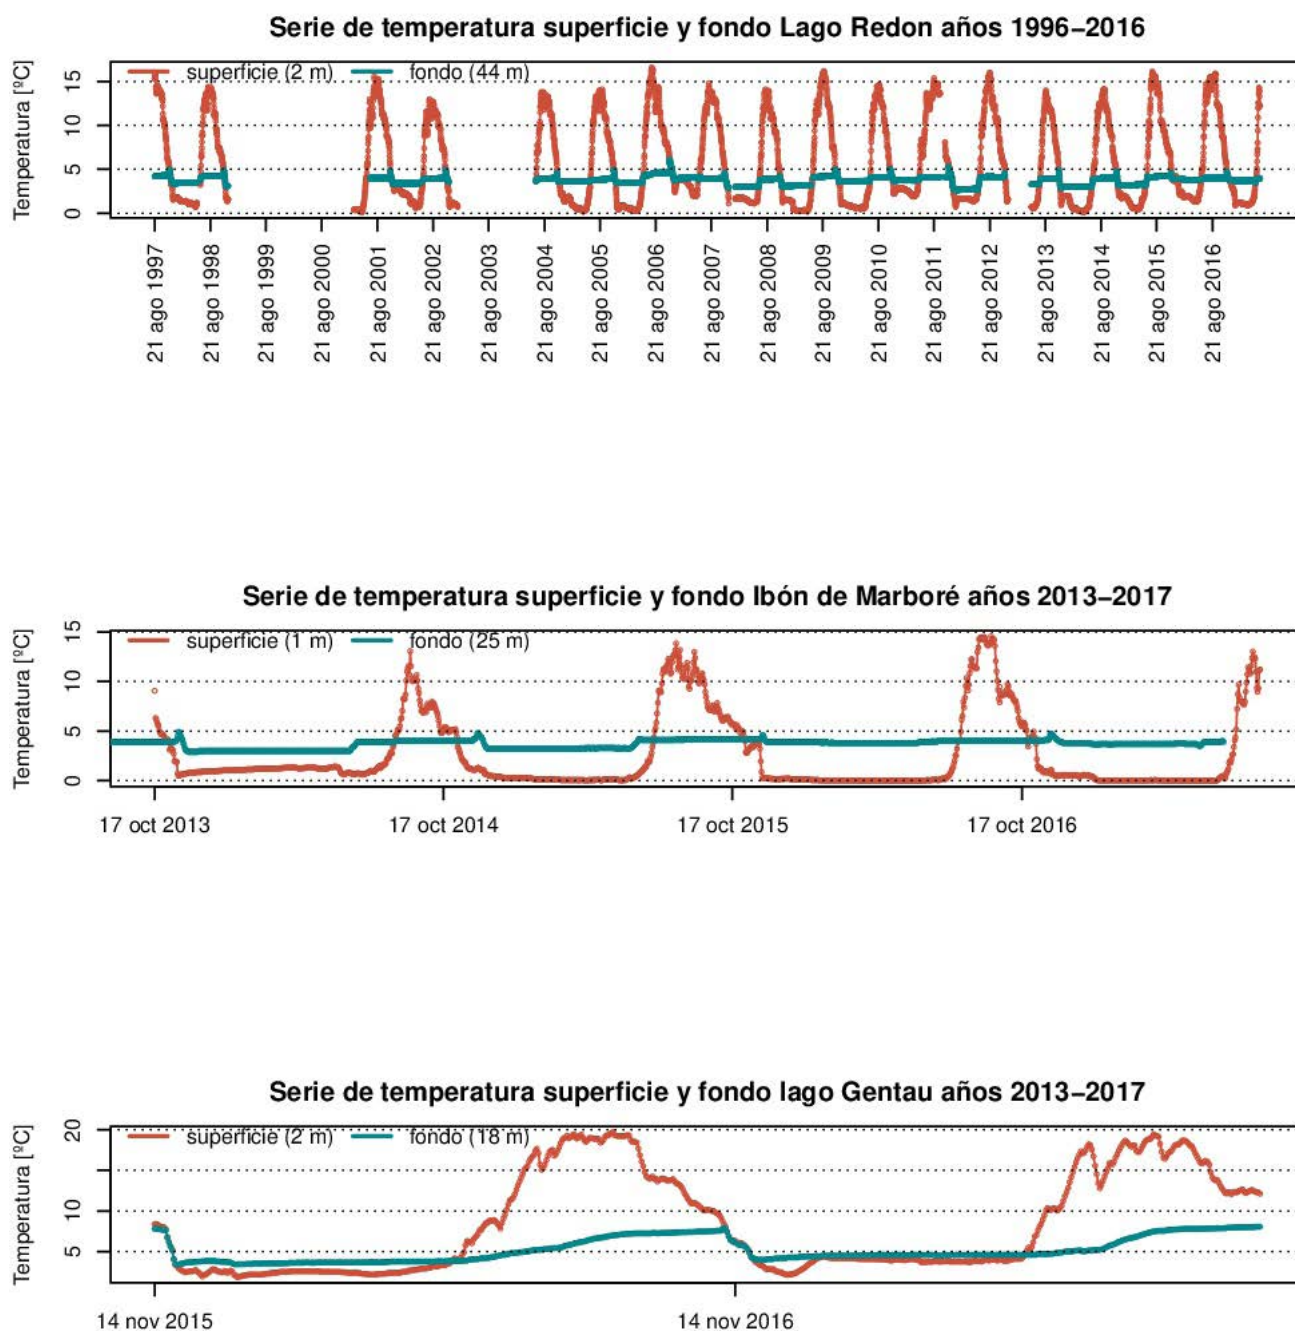 Serie de temperatura superficie y fondo Lago Redon años 1996−2016
Temperatura [ºC]
superficie (2 m) fondo (44 m)
15
10
5
0
21 ago 1997
21 ago 1998
21 ago 1999
21 ago 2000
21 ago 2001
21 ago 2002
21 ago 2003
21 ago 2004
21 ago 2005
21 ago 2006
21 ago 2007
21 ago 2008
21 ago 2009
21 ago 2010
21 ago 2011
21 ago 2012
21 ago 2013
21 ago 2014
21 ago 2015
21 ago 2016
Serie de temperatura superficie y fondo Ibón de Marboré años 2013−2017
Temperatura [ºC]
superficie (1 m) fondo (25 m)
15
10
5
0
17 oct 2013 17 oct 2014 17 oct 2015 17 oct 2016
Serie de temperatura superficie y fondo lago Gentau años 2013−2017
Temperatura [ºC]
superficie (2 m) fondo (18 m)
20
10
5
14 nov 2015 14 nov 2016